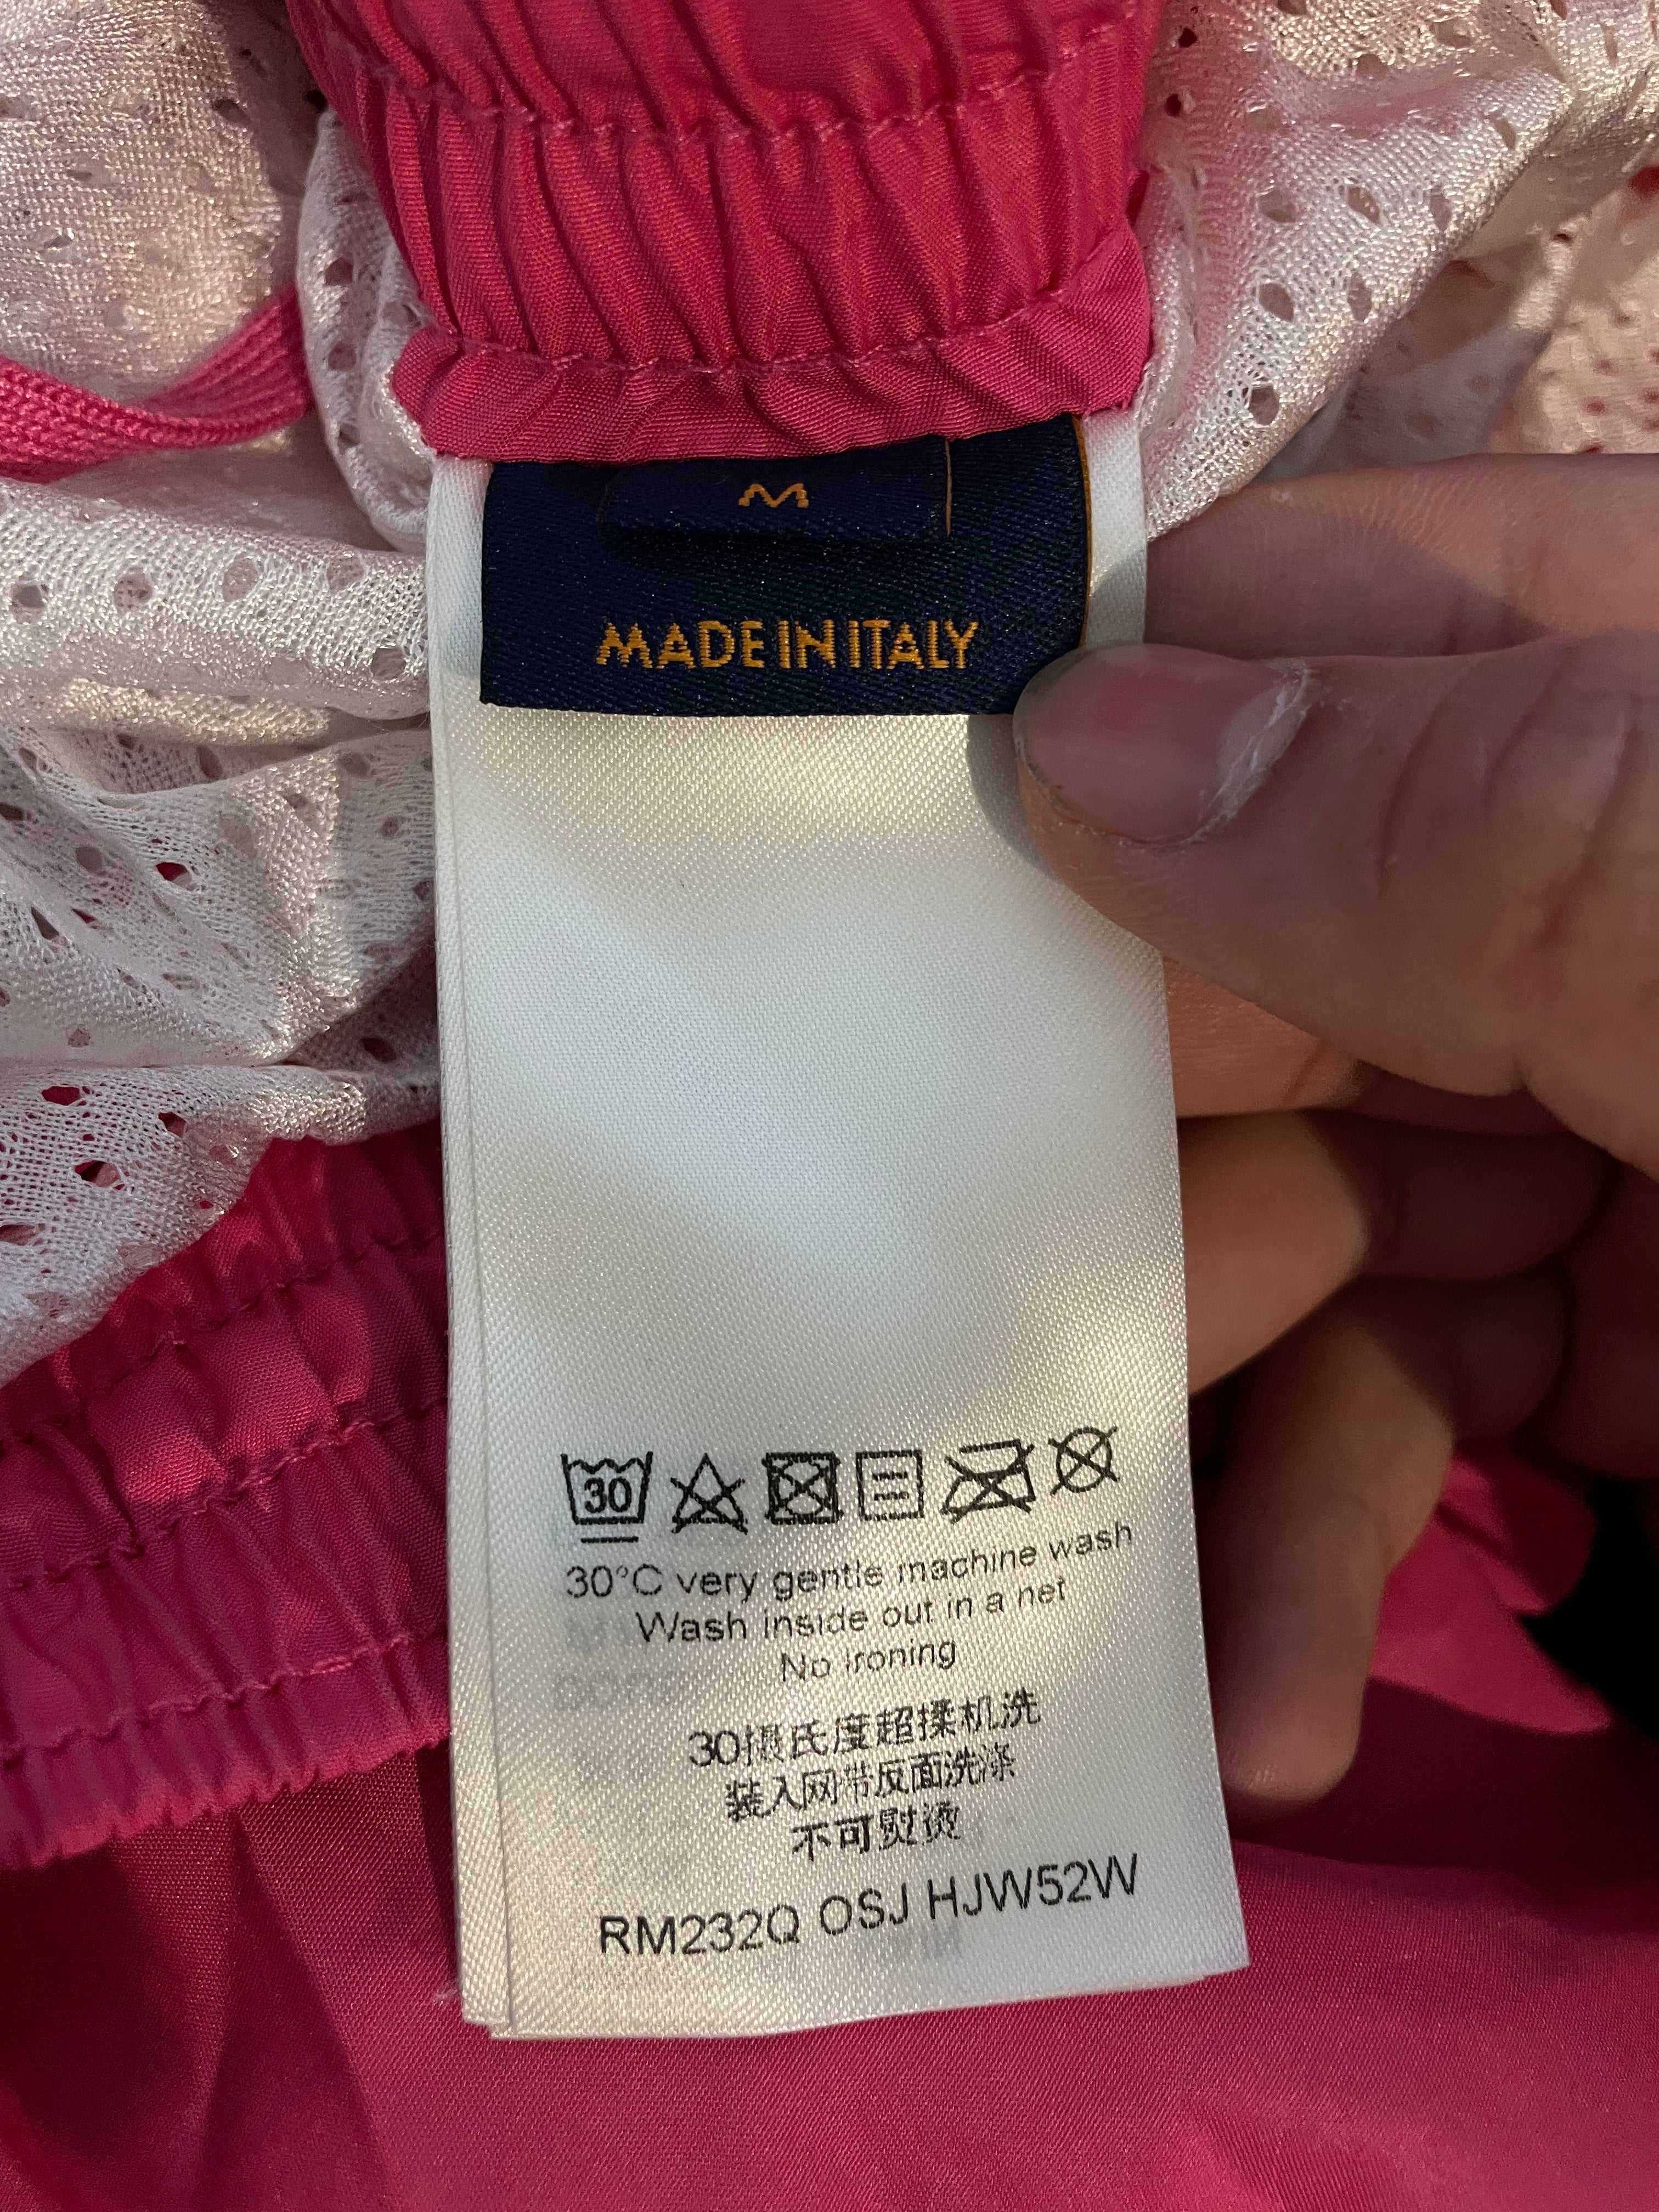 M
MADE IN ITALY
30
30°C very gentle machine wash
Wash inside out in a net
No ironing
30摄氏度超揉机洗
装入网带反面洗涤
不可熨烫
RM232Q OSJ HJW52W